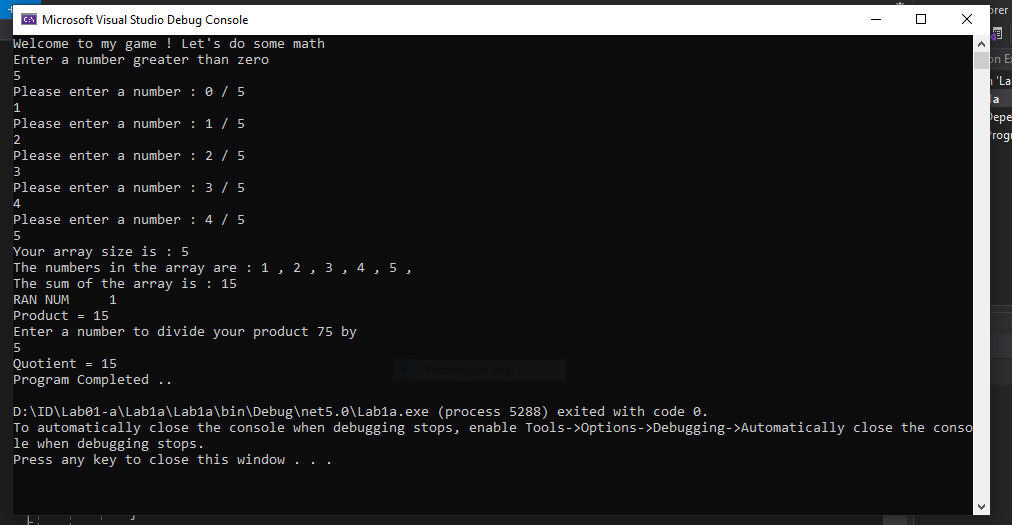 Microsoft Visual Studio Debug Console
Welcome to my game ! Let's do some math
Enter a number greater than zero
5
Please enter a number : 0 / 5
1
Please enter a number : 1 / 5
2
Please enter a number : 2 / 5
3
Please enter a number : 3 / 5
4
Please enter a number : 4 / 5
5
Your array size is : 5
The numbers in the array are : 1 , 2 , 3 , 4 , 5 ,
The sum of the array is : 15
RAN NUM     1
Product = 15
Enter a number to divide your product 75 by
5
Quotient = 15
Rectangular Snip
Program Completed ..
D:\ID\Lab01-a\Lab1a\Lab1a\bin\Debug\net5.0\Lab1a.exe (process 5288) exited with code 0.
To automatically close the console when debugging stops, enable Tools->Options->Debugging->Automatically close the conso
le when debugging stops.
Press any key to close this window . . .